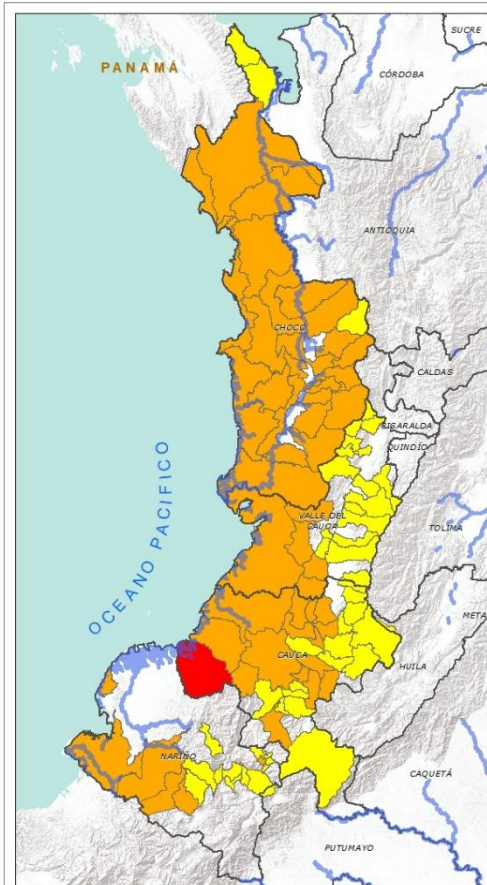 SUCRE
PANAMÁ
CÓRDOBA
ANTIOQUIA
CHOCÓ
CALDAS
RISARALDA
QUINDÍO
OCEANO PACIFICO
VALLE DEL
CAUCA
TOLIMA
META
CAUCA
HUILA
NARIÑO
CAQUETÁ
PUTUMAYO